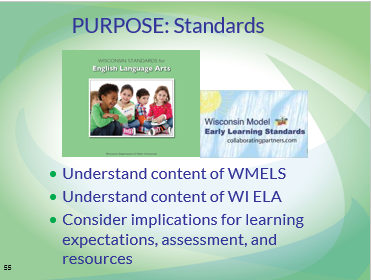 PURPOSE: Standards
WISCONSIN STANDARDS for
English Language Arts
Wisconsin Model
Early Learning Standards
collaboratingpartners.com
• Understand content of WMELS
• Understand content of WI ELA
• Consider implications for learning
expectations, assessment, and
resources
55